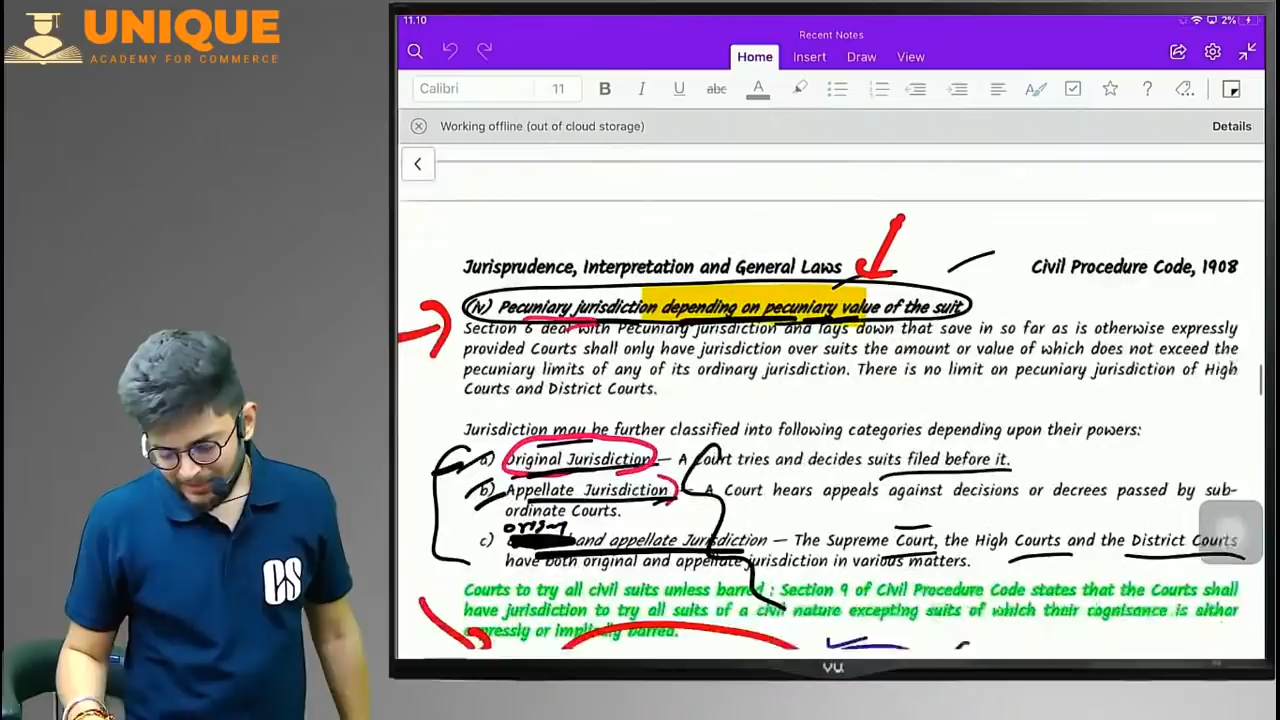 UNIQUE
ACADEMY FOR COMMERCE
11.10
2%
Recent Notes
Home Insert Draw View
Calibri 11 B I U abc A
Working offline (out of cloud storage) Details
Jurisprudence, Interpretation and General Laws Civil Procedure Code, 1908
(iv) Pecuniary jurisdiction depending on pecuniary value of the suit
Section 6 deal with Pecuniary jurisdiction and lays down that save in so far as is otherwise expressly
provided Courts shall only have jurisdiction over suits the amount or value of which does not exceed the
pecuniary limits of any of its ordinary jurisdiction. There is no limit on pecuniary jurisdiction of High
Courts and District Courts.
Jurisdiction may be further classified into following categories depending upon their powers:
a) Original Jurisdiction — A Court tries and decides suits filed before it.
b) Appellate Jurisdiction — A Court hears appeals against decisions or decrees passed by sub-
ordinate Courts.
c) and appellate Jurisdiction — The Supreme Court, the High Courts and the District Courts
have both original and appellate jurisdiction in various matters.
Courts to try all civil suits unless barred : Section 9 of Civil Procedure Code states that the Courts shall
have jurisdiction to try all suits of a civil nature excepting suits of which their cognisance is either
expressly or implically barred.
CS
VU